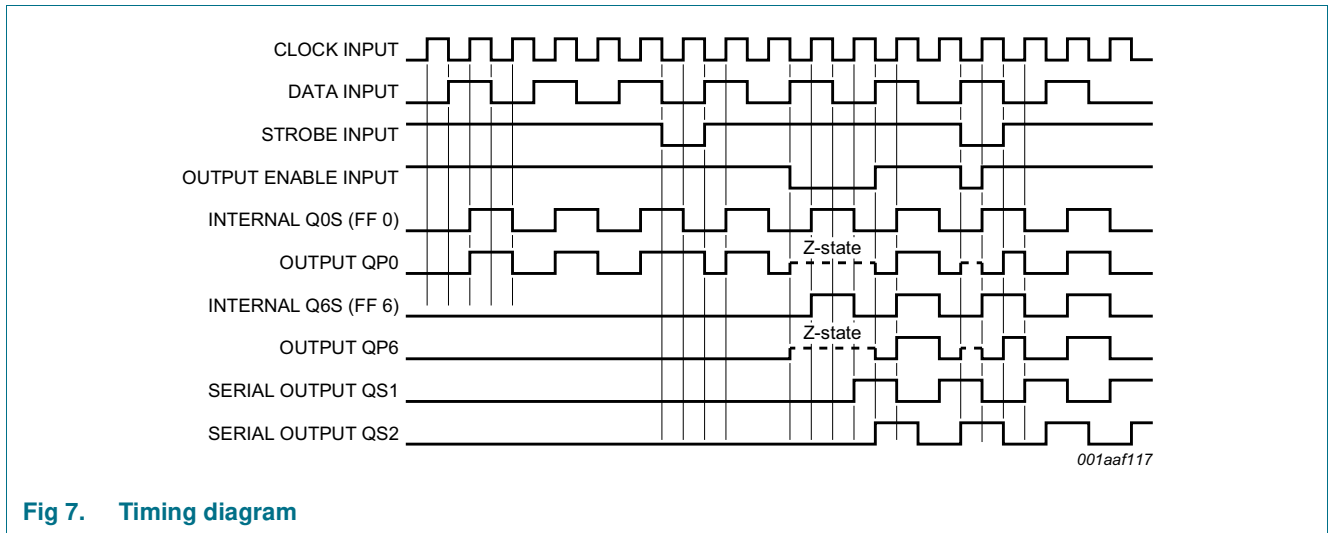 CLOCK INPUT
DATA INPUT
STROBE INPUT
OUTPUT ENABLE INPUT
INTERNAL Q0S (FF 0)
OUTPUT QP0
Z-state
INTERNAL Q6S (FF 6)
OUTPUT QP6
Z-state
SERIAL OUTPUT QS1
SERIAL OUTPUT QS2
001aaf117
Fig 7. Timing diagram